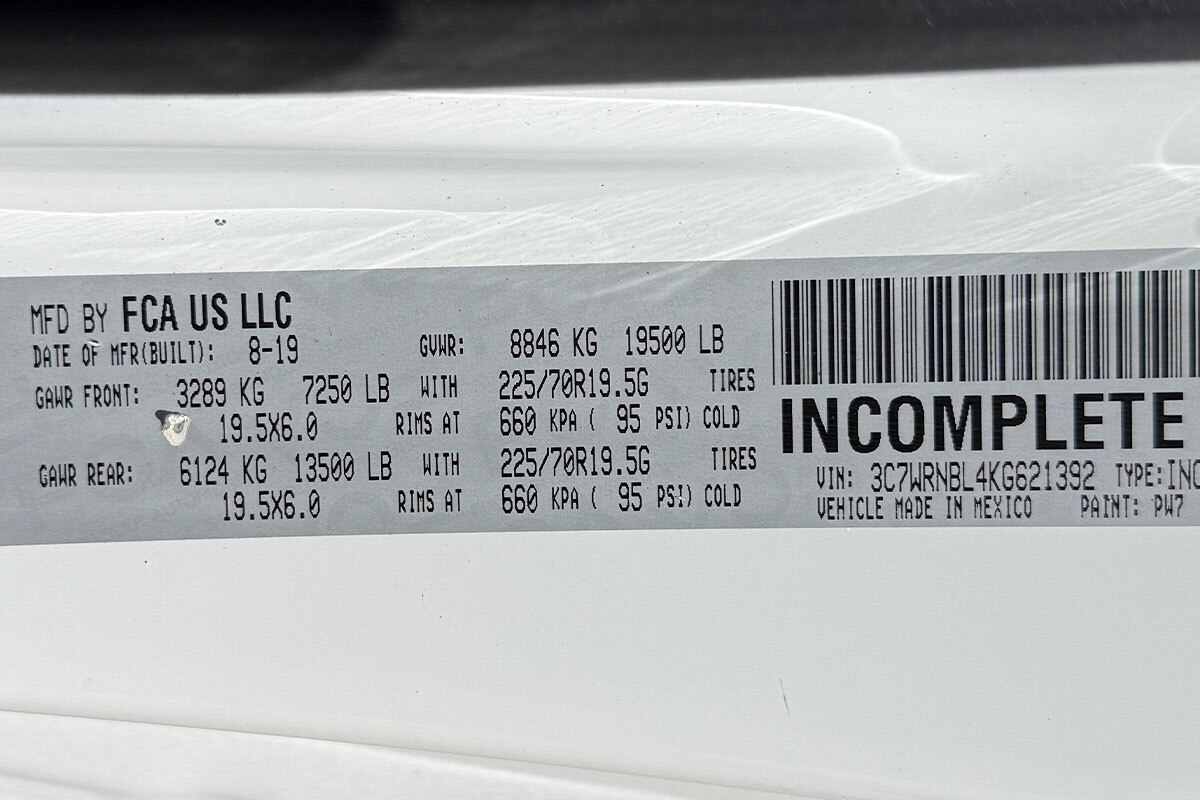 MFD BY FCA US LLC
DATE OF MFR(BUILT): 8-19 GVWR: 8846 KG 19500 LB
GAWR FRONT: 3289 KG 7250 LB WITH 225/70R19.5G TIRES
19.5X6.0 RIMS AT 660 KPA ( 95 PSI) COLD
GAWR REAR: 6124 KG 13500 LB WITH 225/70R19.5G TIRES
19.5X6.0 RIMS AT 660 KPA ( 95 PSI) COLD
INCOMPLETE
VIN: 3C7WRNBL4KG621392 TYPE:INC
VEHICLE MADE IN MEXICO PAINT: PW7